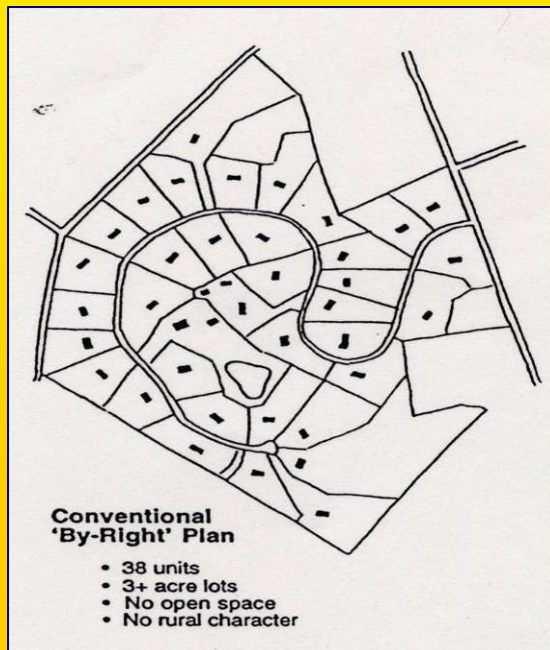 Conventional
'By-Right' Plan
• 38 units
• 3+ acre lots
• No open space
• No rural character